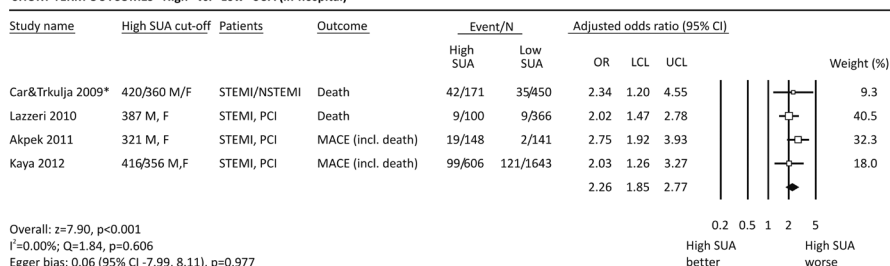 Study name High SUA cut-off Patients Outcome Event/N Adjusted odds ratio (95% CI)
High SUA Low SUA OR LCL UCL Weight (%)
Car&Trkulja 2009* 420/360 M/F STEMI/NSTEMI Death 42/171 35/450 2.34 1.20 4.55 9.3
Lazzeri 2010 387 M, F STEMI, PCI Death 9/100 9/366 2.02 1.47 2.78 40.5
Akpek 2011 321 M, F STEMI, PCI MACE (incl. death) 19/148 2/141 2.75 1.92 3.93 32.3
Kaya 2012 416/356 M,F STEMI, PCI MACE (incl. death) 99/606 121/1643 2.03 1.26 3.27 18.0
2.26 1.85 2.77
0.2 0.5 1 2 5
Overall: z=7.90, p<0.001
I²=0.00%; Q=1.84, p=0.606
High SUA better High SUA worse
Egger bias: 0.06 (95% CI -7.99, 8.11), p=0.977